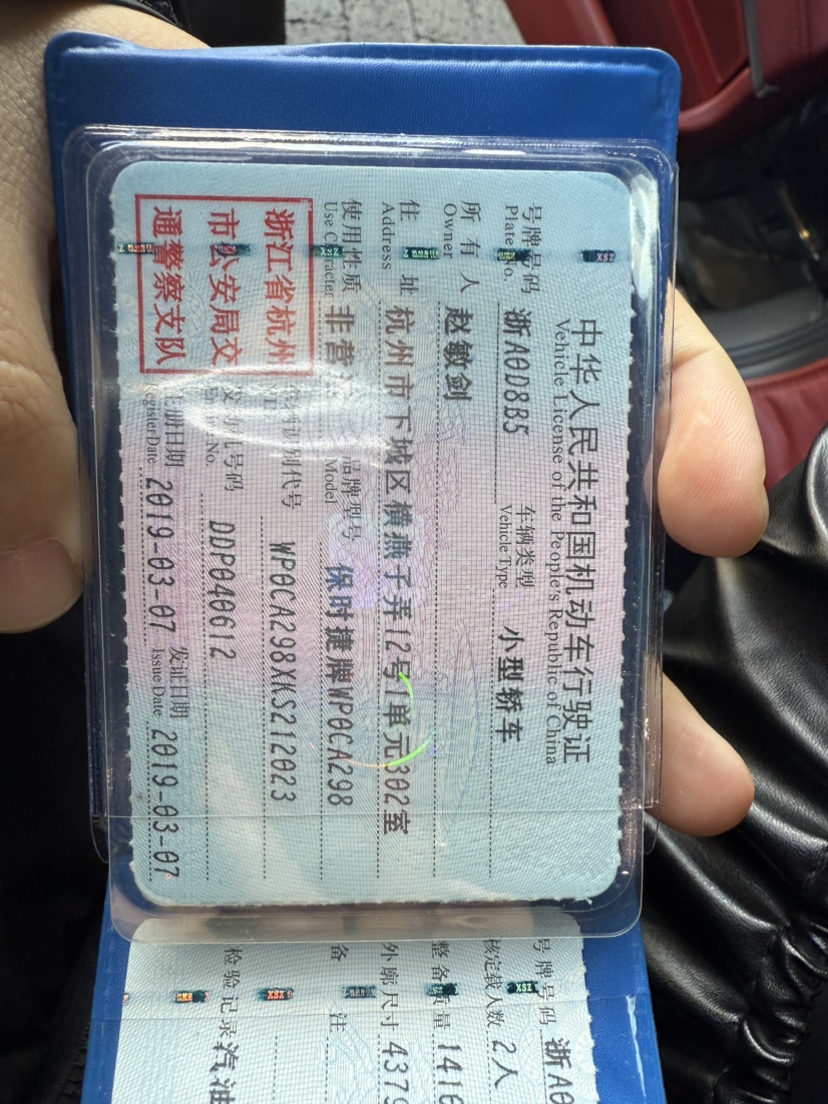 中华人民共和国机动车行驶证
Vehicle License of the People's Republic of China
号牌号码 浙A0D8B5 车辆类型 小型轿车
Plate No. Vehicle Type
所有人 赵敏剑
Owner
住址 杭州市下城区横燕子弄12号1单元302室
Address
使用性质 非营 品牌型号 保时捷牌WP0CA298
Use Character Model
浙江省杭州
市公安局交
通警察支队
识别代号 WP0CA298XKS212023
号码 DDP040612
No.
注册日期 2019-03-07 发证日期 2019-03-07
Register Date Issue Date
号牌号码 浙A0
核定载人数 2人
整备质量 141
外廓尺寸 437
备注
检验记录 汽油